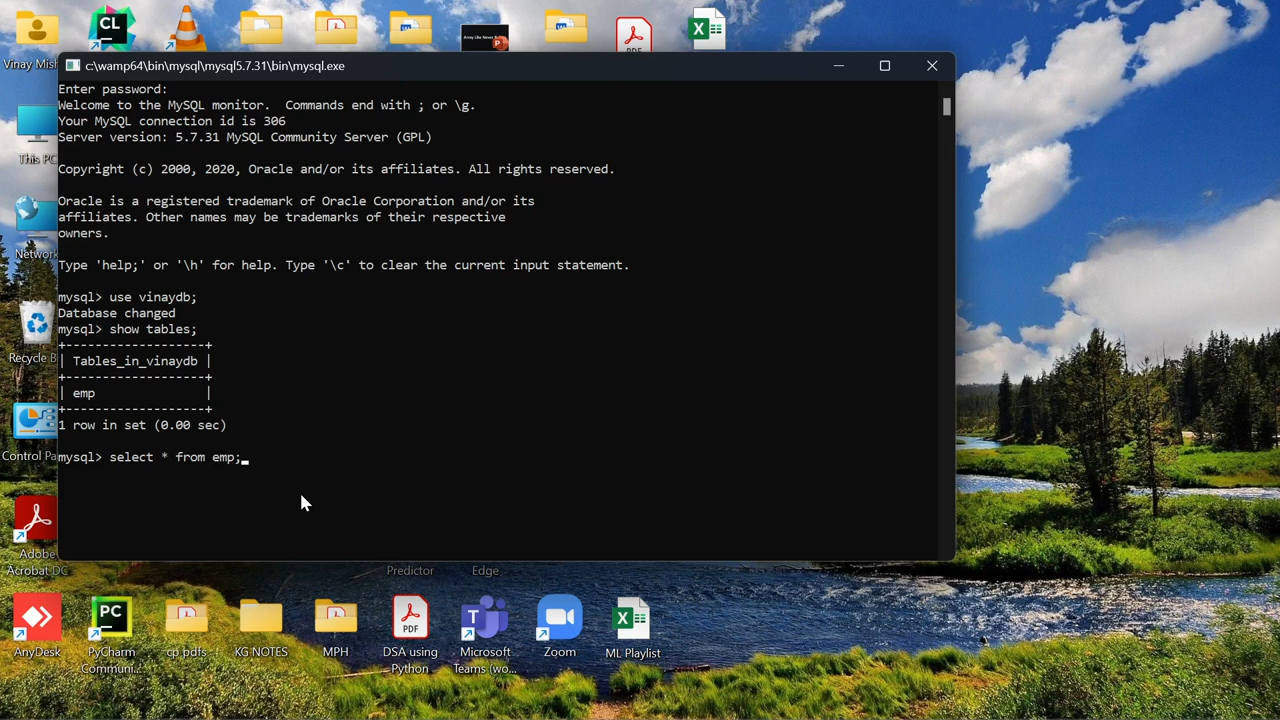 c:\wamp64\bin\mysql\mysql5.7.31\bin\mysql.exe
Enter password:
Welcome to the MySQL monitor.  Commands end with ; or \g.
Your MySQL connection id is 306
Server version: 5.7.31 MySQL Community Server (GPL)
Copyright (c) 2000, 2020, Oracle and/or its affiliates. All rights reserved.
Oracle is a registered trademark of Oracle Corporation and/or its
affiliates. Other names may be trademarks of their respective
owners.
Type 'help;' or '\h' for help. Type '\c' to clear the current input statement.
mysql> use vinaydb;
Database changed
mysql> show tables;
+-------------------+
| Tables_in_vinaydb |
+-------------------+
| emp               |
+-------------------+
1 row in set (0.00 sec)
mysql> select * from emp;
CL
Vinay Mish
This PC
Network
Recycle B
Control Pa
Adobe
Acrobat DC
Predictor
Edge
PC
PDF
T
AnyDesk
PyCharm
Communi...
cp pdfs
KG NOTES
MPH
DSA using
Python
Microsoft
Teams (wo...
Zoom
ML Playlist